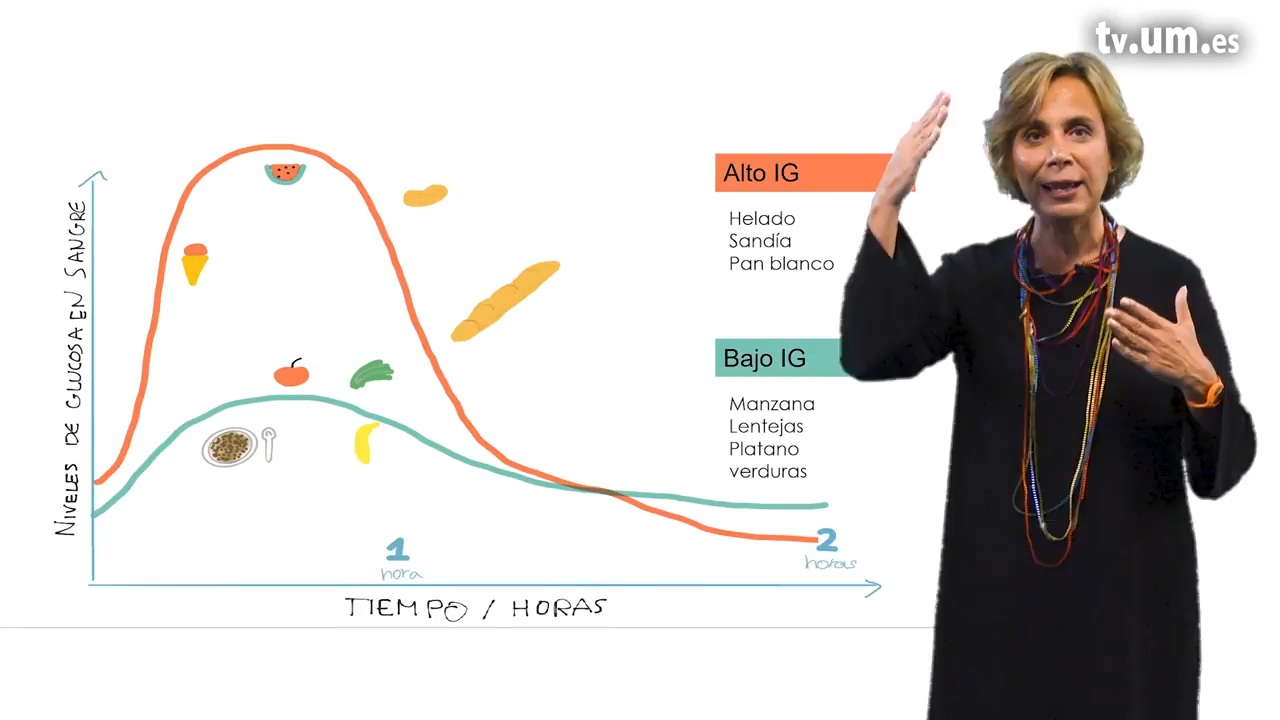 tv.um.es
Alto IG
Helado
Sandía
Pan blanco
Bajo IG
Manzana
Lentejas
Platano
verduras
NIVELES DE GLUCOSA EN SANGRE
1
hora
2
horas
TIEMPO / HORAS